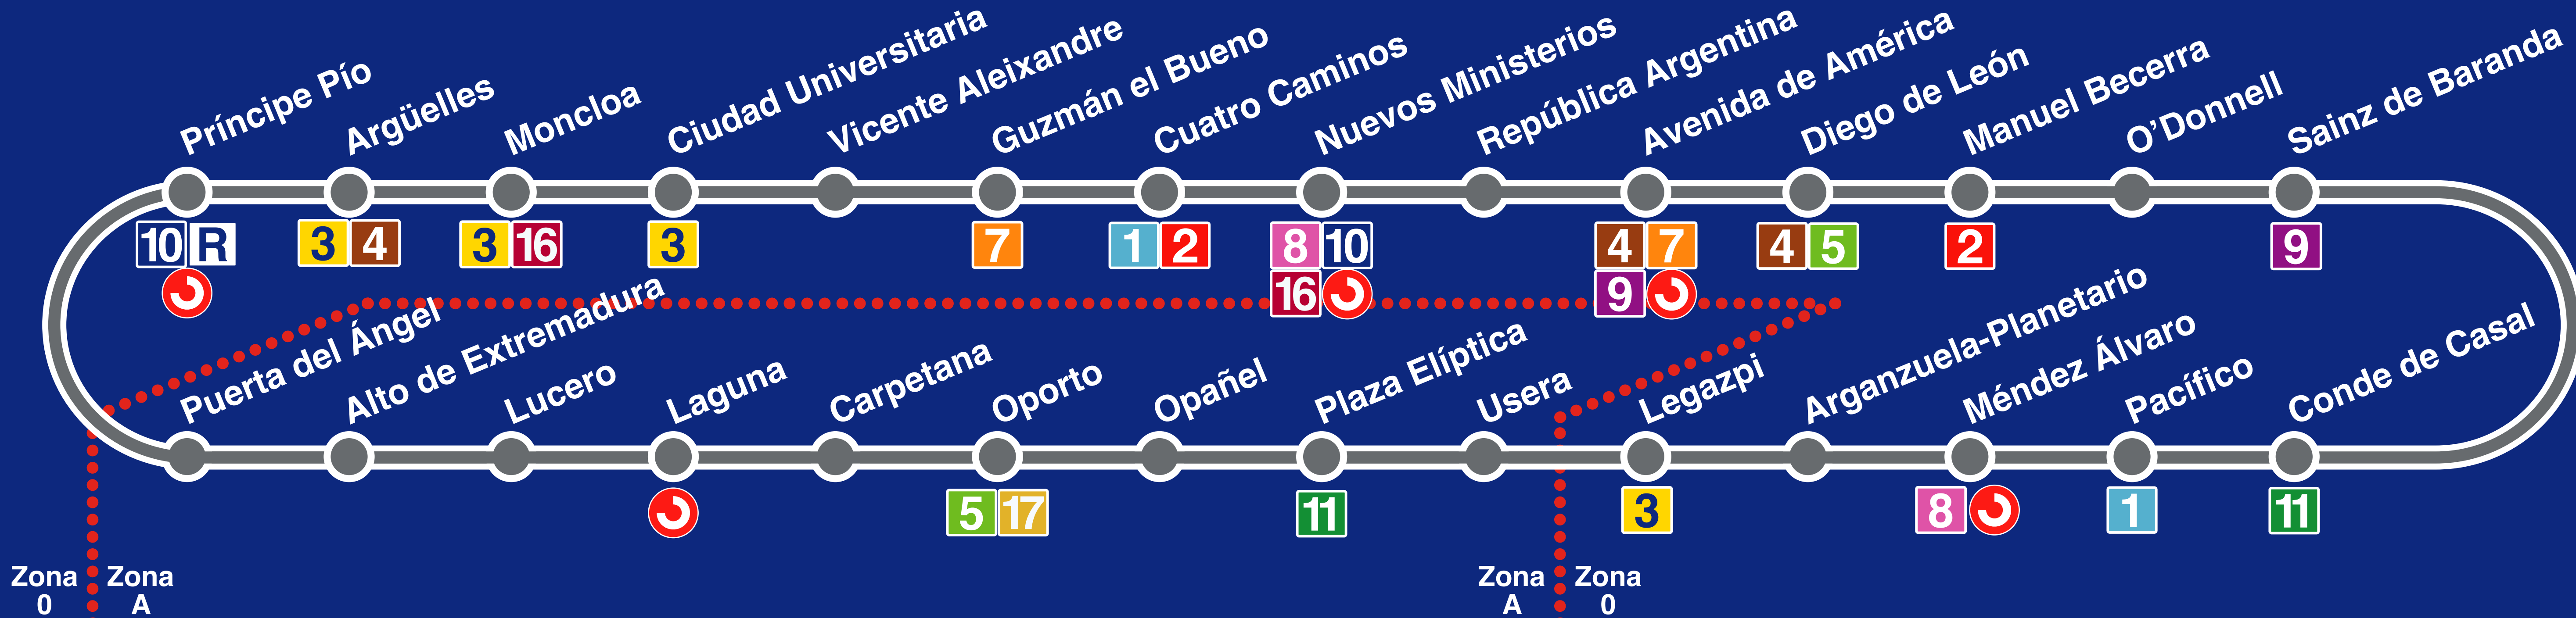 Príncipe Pío
Argüelles
Moncloa
Ciudad Universitaria
Vicente Aleixandre
Guzmán el Bueno
Cuatro Caminos
Nuevos Ministerios
República Argentina
Avenida de América
Diego de León
Manuel Becerra
O’Donnell
Sainz de Baranda
10 R
3 4
3 16
3
7
1 2
8 10
16
4 7
9
4 5
2
9
Puerta del Ángel
Alto de Extremadura
Lucero
Laguna
Carpetana
Oporto
Opañel
Plaza Elíptica
Usera
Legazpi
Arganzuela-Planetario
Méndez Álvaro
Pacífico
Conde de Casal
5 17
11
3
8
1
11
Zona
0
Zona
A
Zona
A
Zona
0